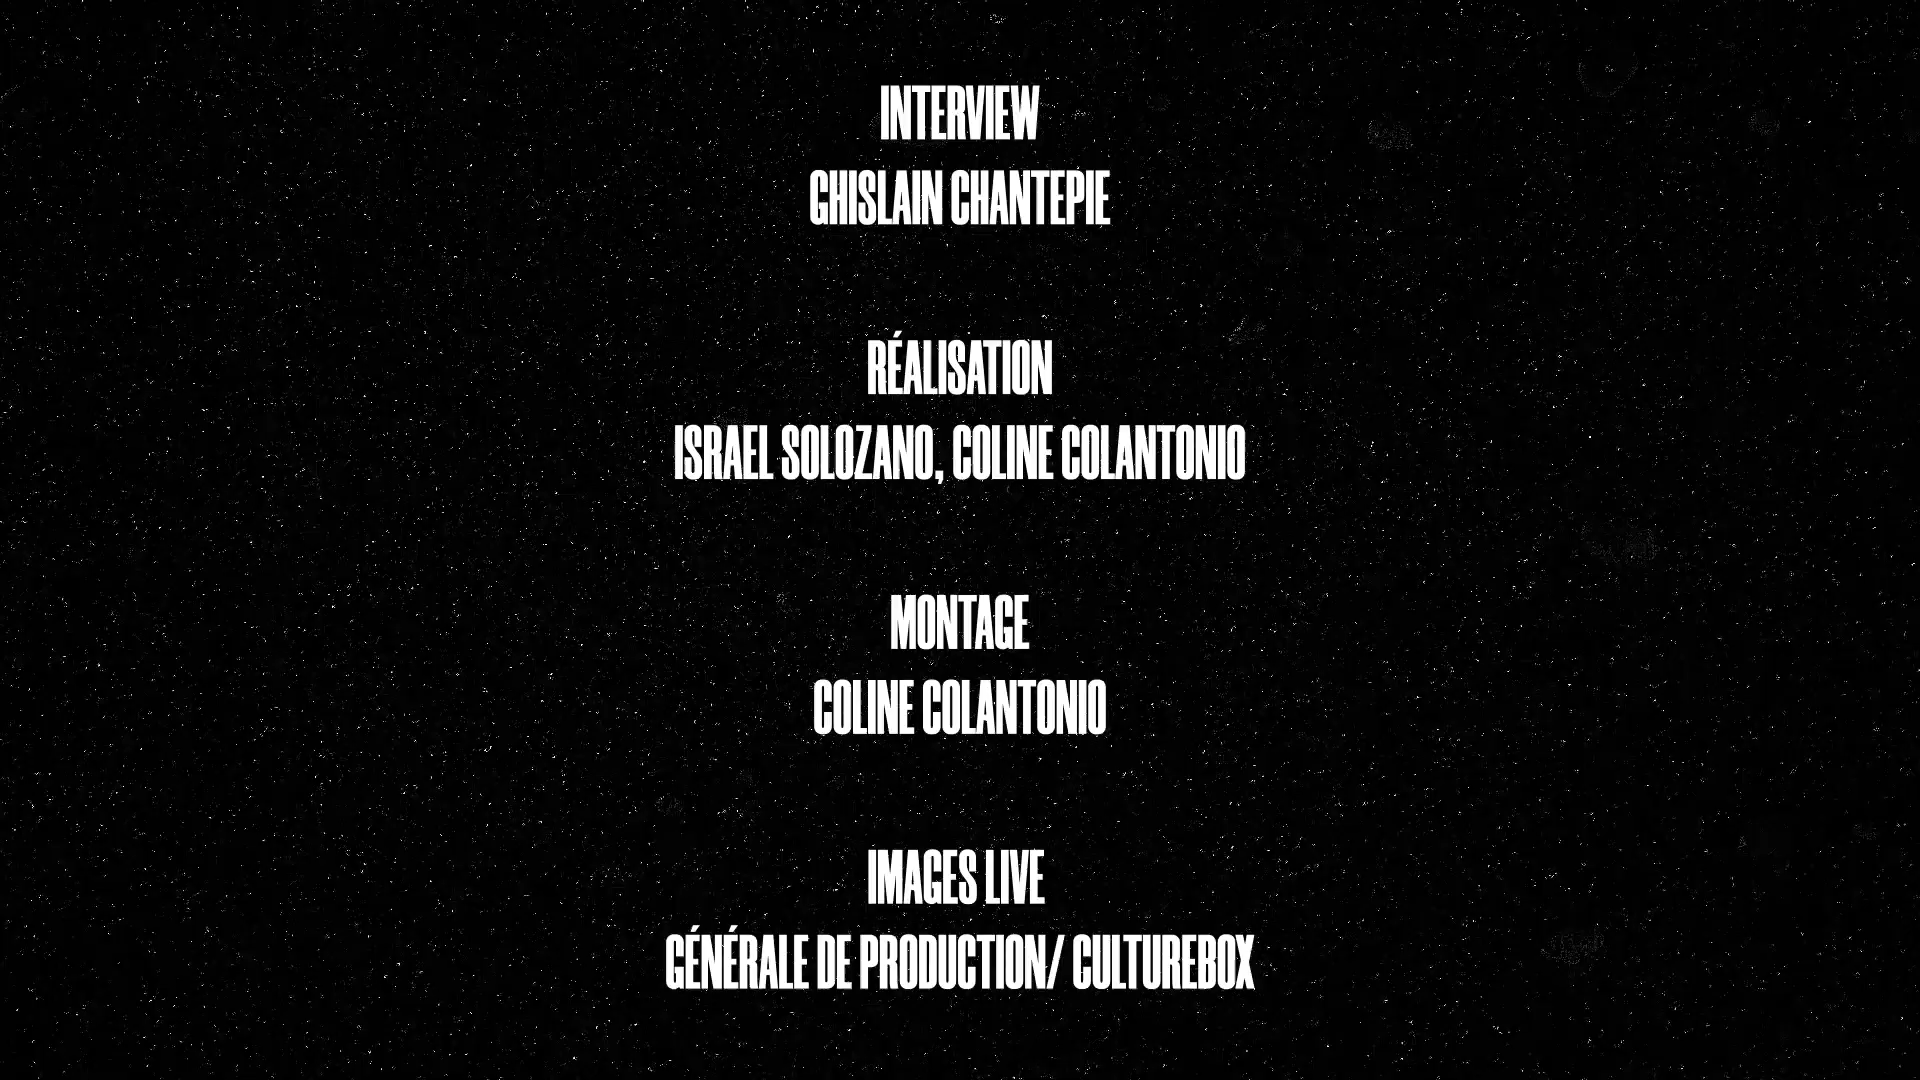 INTERVIEW
GHISLAIN CHANTEPIE
RÉALISATION
ISRAEL SOLOZANO, COLINE COLANTONIO
MONTAGE
COLINE COLANTONIO
IMAGES LIVE
GÉNÉRALE DE PRODUCTION/ CULTUREBOX